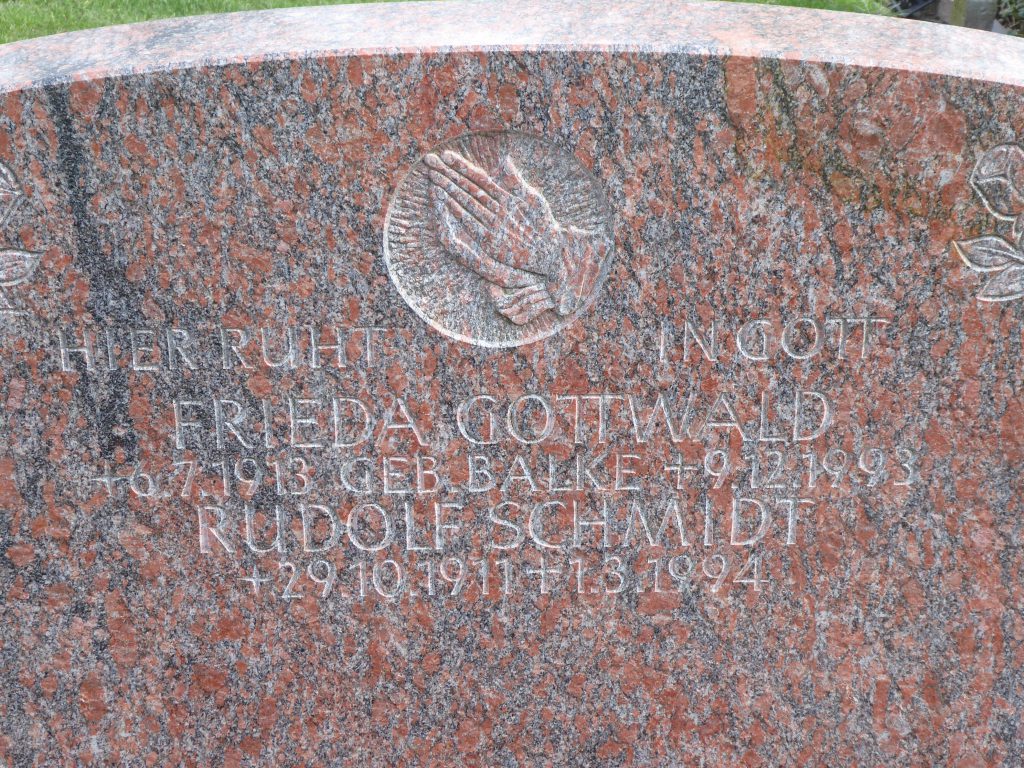 HIER RUHT IN GOTT
FRIEDA GOTTWALD
+6.7.1913 GEB. BALKE +9.12.1993
RUDOLF SCHMIDT
+29.10.1911 +1.3.1994